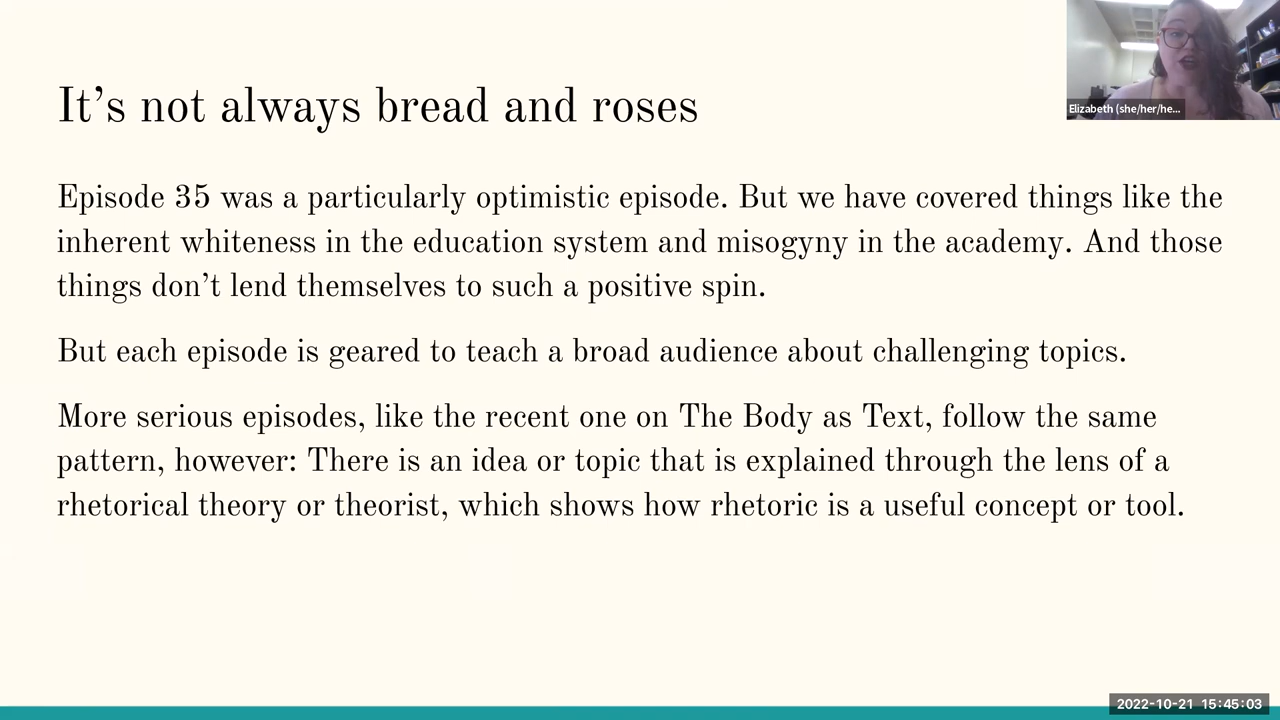 It’s not always bread and roses
Elizabeth (she/her/he...
Episode 35 was a particularly optimistic episode. But we have covered things like the
inherent whiteness in the education system and misogyny in the academy. And those
things don’t lend themselves to such a positive spin.
But each episode is geared to teach a broad audience about challenging topics.
More serious episodes, like the recent one on The Body as Text, follow the same
pattern, however: There is an idea or topic that is explained through the lens of a
rhetorical theory or theorist, which shows how rhetoric is a useful concept or tool.
2022-10-21 15:45:03